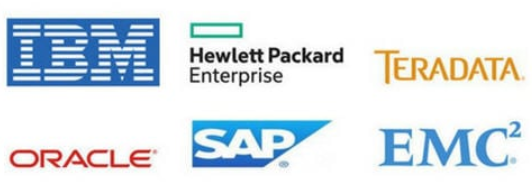 IBM
Hewlett Packard
Enterprise
TERADATA.
ORACLE®
SAP®
EMC²